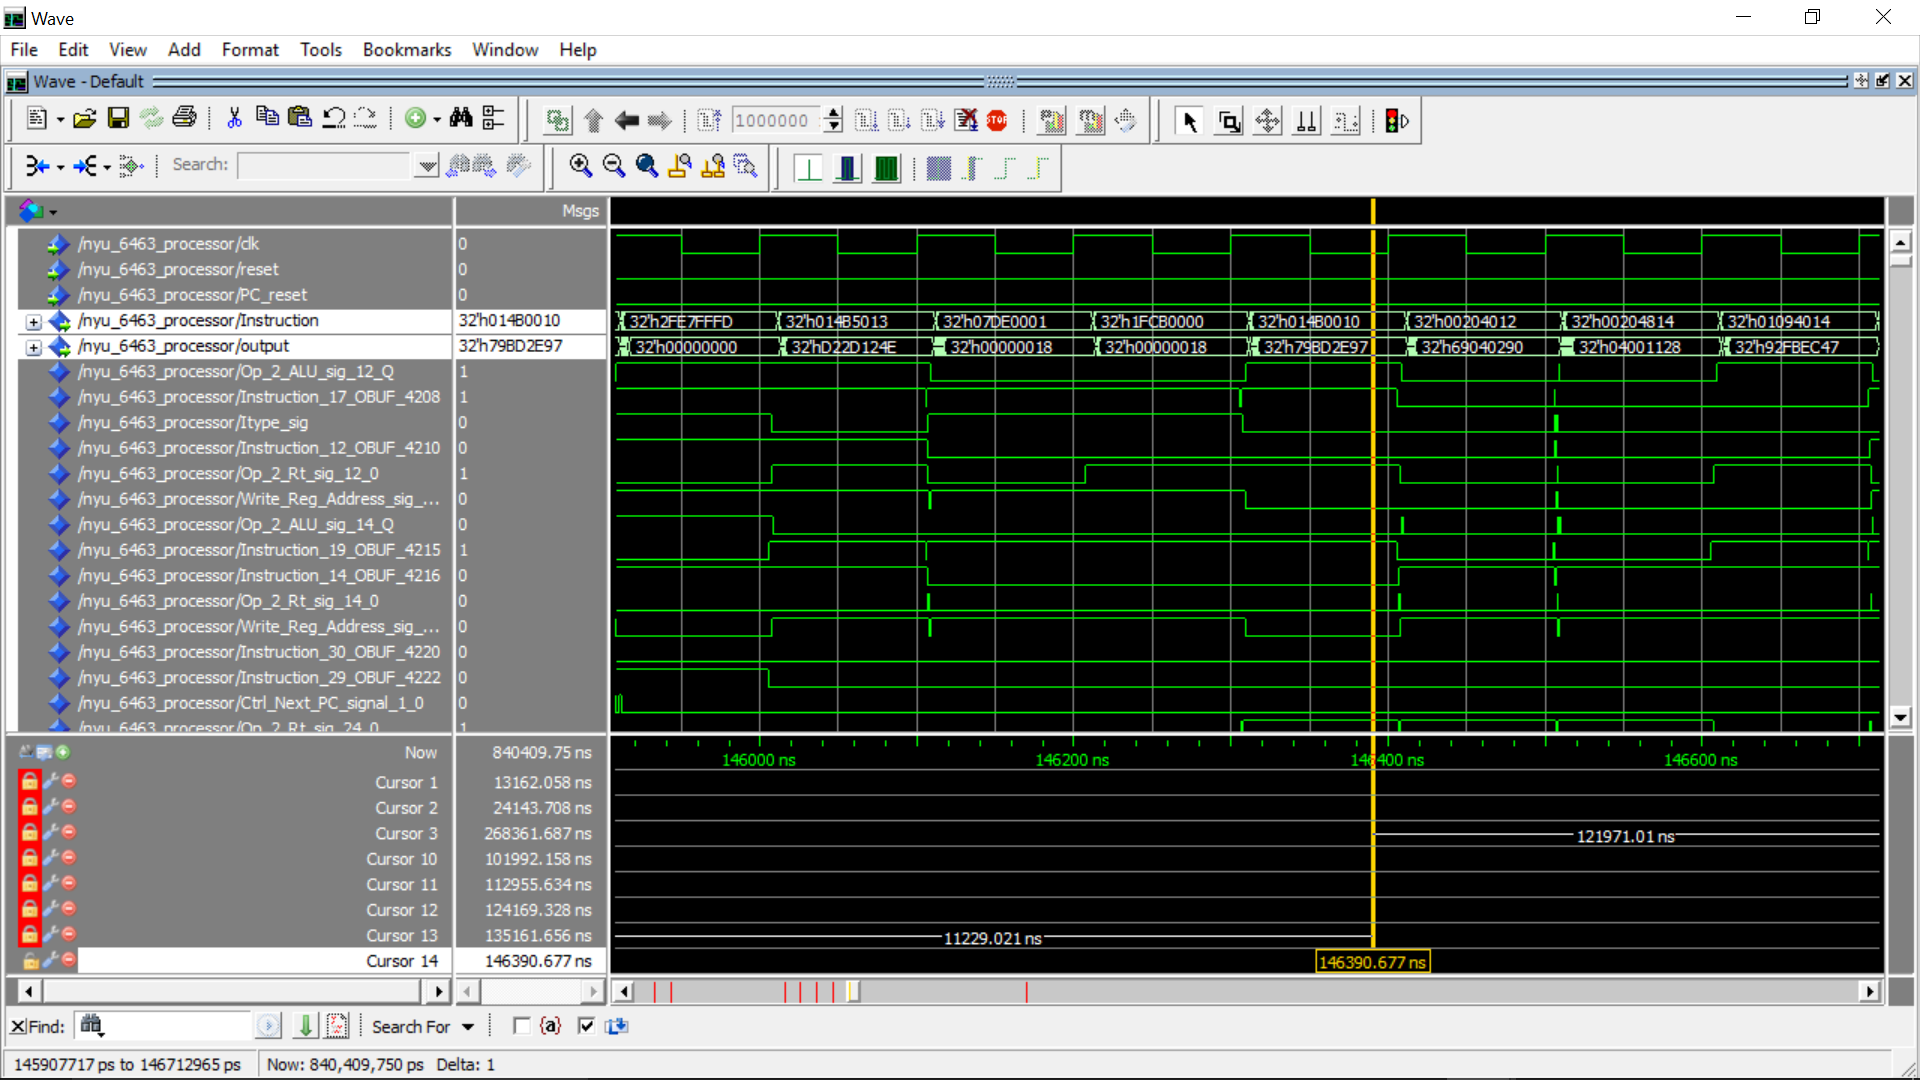 Wave
File Edit View Add Format Tools Bookmarks Window Help
Wave - Default
1000000 STOP
Search:
Msgs
/nyu_6463_processor/clk 0
/nyu_6463_processor/reset 0
/nyu_6463_processor/PC_reset 0
/nyu_6463_processor/Instruction 32'h014B0010 32'h2FE7FFFD 32'h014B5013 32'h07DE0001 32'h1FCB0000 32'h014B0010 32'h00204012 32'h00204814 32'h01094014
/nyu_6463_processor/output 32'h79BD2E97 32'h00000000 32'hD22D124E 32'h00000018 32'h00000018 32'h79BD2E97 32'h69040290 32'h04001128 32'h92FBEC47
/nyu_6463_processor/Op_2_ALU_sig_12_Q 1
/nyu_6463_processor/Instruction_17_OBUF_4208 1
/nyu_6463_processor/Itype_sig 0
/nyu_6463_processor/Instruction_12_OBUF_4210 0
/nyu_6463_processor/Op_2_Rt_sig_12_0 1
/nyu_6463_processor/Write_Reg_Address_sig_... 0
/nyu_6463_processor/Op_2_ALU_sig_14_Q 0
/nyu_6463_processor/Instruction_19_OBUF_4215 1
/nyu_6463_processor/Instruction_14_OBUF_4216 0
/nyu_6463_processor/Op_2_Rt_sig_14_0 0
/nyu_6463_processor/Write_Reg_Address_sig_... 0
/nyu_6463_processor/Instruction_30_OBUF_4220 0
/nyu_6463_processor/Instruction_29_OBUF_4222 0
/nyu_6463_processor/Ctrl_Next_PC_signal_1_0 0
/nyu_6463_processor/Op_2_Rt_sig_24_0 1
Now 840409.75 ns 146000 ns 146200 ns 146400 ns 146600 ns
Cursor 1 13162.058 ns
Cursor 2 24143.708 ns
Cursor 3 268361.687 ns 121971.01 ns
Cursor 10 101992.158 ns
Cursor 11 112955.634 ns
Cursor 12 124169.328 ns
Cursor 13 135161.656 ns 11229.021 ns
Cursor 14 146390.677 ns 146390.677 ns
Find: Search For {a}
145907717 ps to 146712965 ps Now: 840,409,750 ps Delta: 1